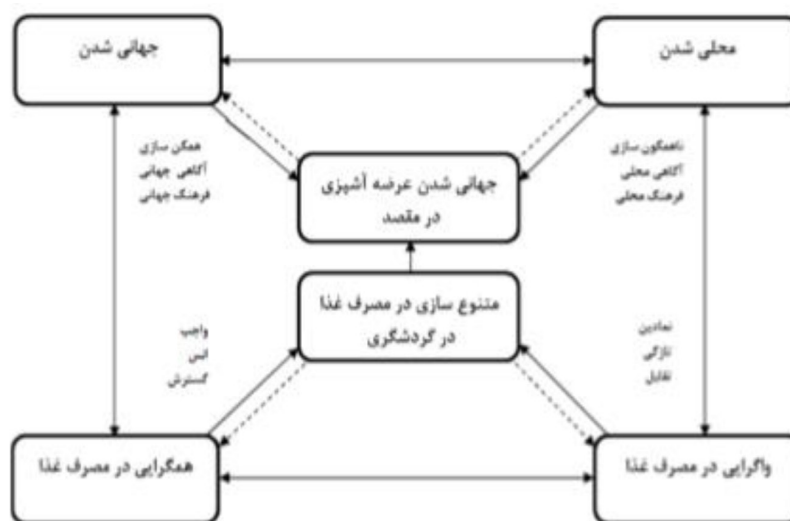 محلی شدن
جهانی شدن
ناهمگون سازی
آگاهی محلی
فرهنگ محلی
همگن سازی
آگاهی جهانی
فرهنگ جهانی
جهانی شدن عرضه آشپزی
در مقصد
متنوع سازی در مصرف غذا
در گردشگری
نمادین
تازگی
تقابل
واجب
انس
گسترش
واگرایی در مصرف غذا
همگرایی در مصرف غذا